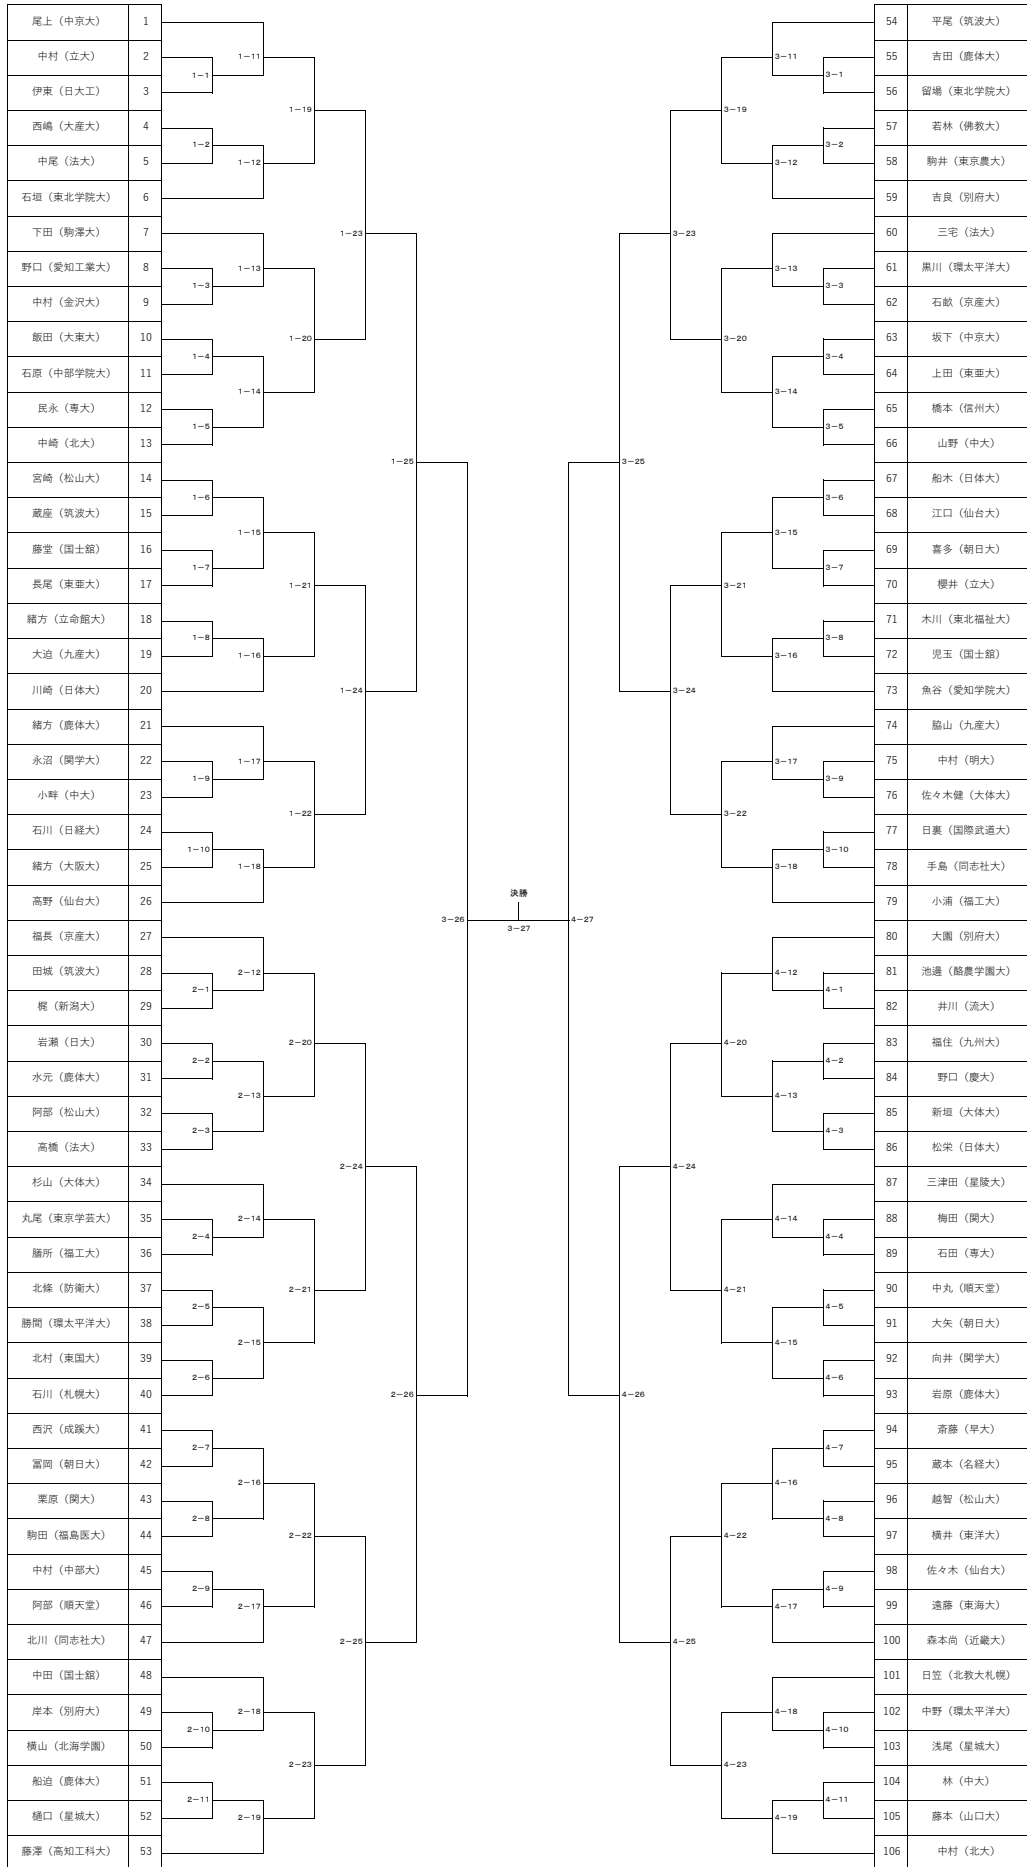 尾上（中京大） 1
中村（立大） 2
伊東（日大工） 3
西嶋（大産大） 4
中尾（法大） 5
石垣（東北学院大） 6
下田（駒澤大） 7
野口（愛知工業大） 8
中村（金沢大） 9
飯田（大東大） 10
石原（中部学院大） 11
民永（専大） 12
中崎（北大） 13
宮崎（松山大） 14
蔵座（筑波大） 15
藤堂（国士舘） 16
長尾（東亜大） 17
緒方（立命館大） 18
大迫（九産大） 19
川崎（日体大） 20
緒方（鹿体大） 21
永沼（関学大） 22
小畔（中大） 23
石川（日経大） 24
緒方（大阪大） 25
高野（仙台大） 26
福長（京産大） 27
田城（筑波大） 28
梶（新潟大） 29
岩瀬（日大） 30
水元（鹿体大） 31
阿部（松山大） 32
高橋（法大） 33
杉山（大体大） 34
丸尾（東京学芸大） 35
膳所（福工大） 36
北條（防衛大） 37
勝間（環太平洋大） 38
北村（東国大） 39
石川（札幌大） 40
西沢（成蹊大） 41
冨岡（朝日大） 42
栗原（関大） 43
駒田（福島医大） 44
中村（中部大） 45
阿部（順天堂） 46
北川（同志社大） 47
中田（国士舘） 48
岸本（別府大） 49
横山（北海学園） 50
船迫（鹿体大） 51
樋口（星城大） 52
藤澤（高知工科大） 53
1－1
1－2
1－3
1－4
1－5
1－6
1－7
1－8
1－9
1－10
2－1
2－2
2－3
2－4
2－5
2－6
2－7
2－8
2－9
2－10
2－11
1－11
1－12
1－13
1－14
1－15
1－16
1－17
1－18
2－12
2－13
2－14
2－15
2－16
2－17
2－18
2－19
1－19
1－20
1－21
1－22
2－20
2－21
2－22
2－23
1－23
1－24
2－24
2－25
1－25
2－26
3－26
決勝
3－27
4－27
3－25
4－26
3－23
3－24
4－24
4－25
3－19
3－20
3－21
3－22
4－20
4－21
4－22
4－23
3－11
3－12
3－13
3－14
3－15
3－16
3－17
3－18
4－12
4－13
4－14
4－15
4－16
4－17
4－18
4－19
3－1
3－2
3－3
3－4
3－5
3－6
3－7
3－8
3－9
3－10
4－1
4－2
4－3
4－4
4－5
4－6
4－7
4－8
4－9
4－10
4－11
54 平尾（筑波大）
55 吉田（鹿体大）
56 留場（東北学院大）
57 若林（佛教大）
58 駒井（東京農大）
59 吉良（別府大）
60 三宅（法大）
61 黒川（環太平洋大）
62 石畝（京産大）
63 坂下（中京大）
64 上田（東亜大）
65 橋本（信州大）
66 山野（中大）
67 船木（日体大）
68 江口（仙台大）
69 喜多（朝日大）
70 櫻井（立大）
71 木川（東北福祉大）
72 児玉（国士舘）
73 魚谷（愛知学院大）
74 脇山（九産大）
75 中村（明大）
76 佐々木健（大体大）
77 日裏（国際武道大）
78 手島（同志社大）
79 小浦（福工大）
80 大園（別府大）
81 池邉（酪農学園大）
82 井川（流大）
83 福住（九州大）
84 野口（慶大）
85 新垣（大体大）
86 松栄（日体大）
87 三津田（星陵大）
88 梅田（関大）
89 石田（専大）
90 中丸（順天堂）
91 大矢（朝日大）
92 向井（関学大）
93 岩原（鹿体大）
94 斎藤（早大）
95 蔵本（名経大）
96 越智（松山大）
97 横井（東洋大）
98 佐々木（仙台大）
99 遠藤（東海大）
100 森本尚（近畿大）
101 日笠（北教大札幌）
102 中野（環太平洋大）
103 浅尾（星城大）
104 林（中大）
105 藤本（山口大）
106 中村（北大）